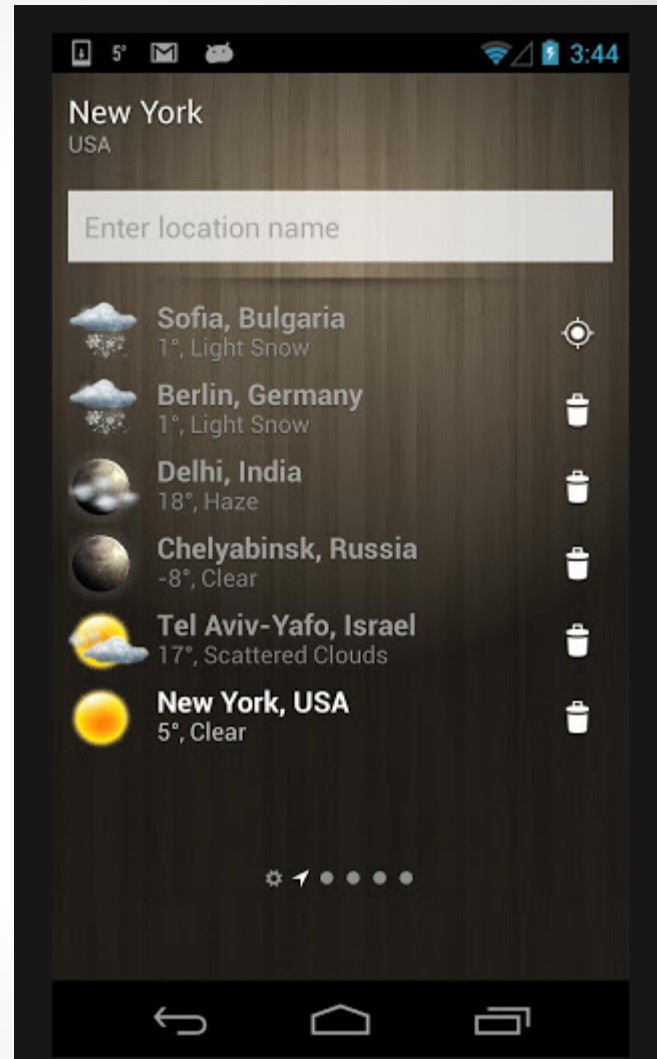 5°
3:44
New York
USA
Enter location name
Sofia, Bulgaria
1°, Light Snow
Berlin, Germany
1°, Light Snow
Delhi, India
18°, Haze
Chelyabinsk, Russia
-8°, Clear
Tel Aviv-Yafo, Israel
17°, Scattered Clouds
New York, USA
5°, Clear